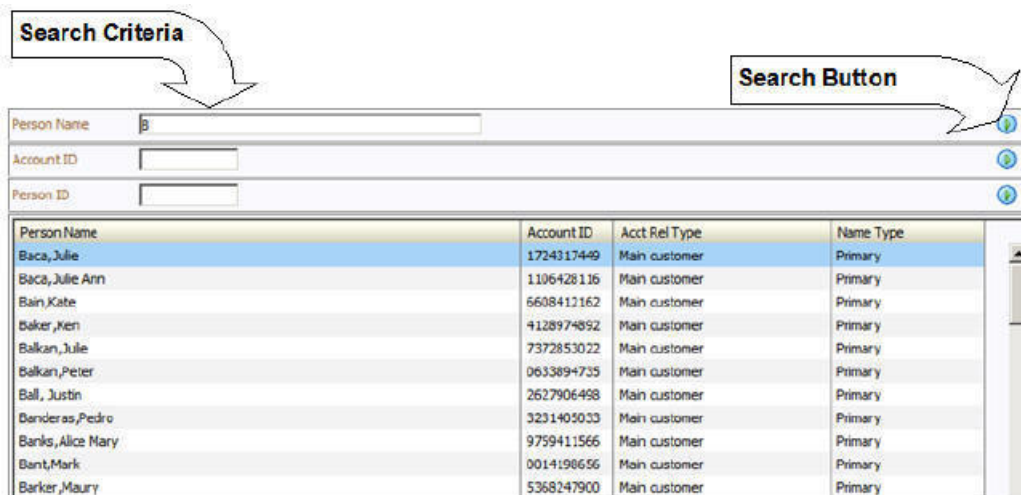 Search Criteria
Search Button
Person Name B
Account ID
Person ID
Person Name Account ID Acct Rel Type Name Type
Baca,Julie 1724317449 Main customer Primary
Baca,Julie Ann 1106428116 Main customer Primary
Bain,Kate 6608412162 Main customer Primary
Baker,Ken 4128974892 Main customer Primary
Balkan,Julie 7372853022 Main customer Primary
Balkan,Peter 0633894735 Main customer Primary
Ball, Justin 2627906498 Main customer Primary
Banderas,Pedro 3231405033 Main customer Primary
Banks,Alice Mary 9759411566 Main customer Primary
Bant,Mark 0014198656 Main customer Primary
Barker,Maury 5368247900 Main customer Primary